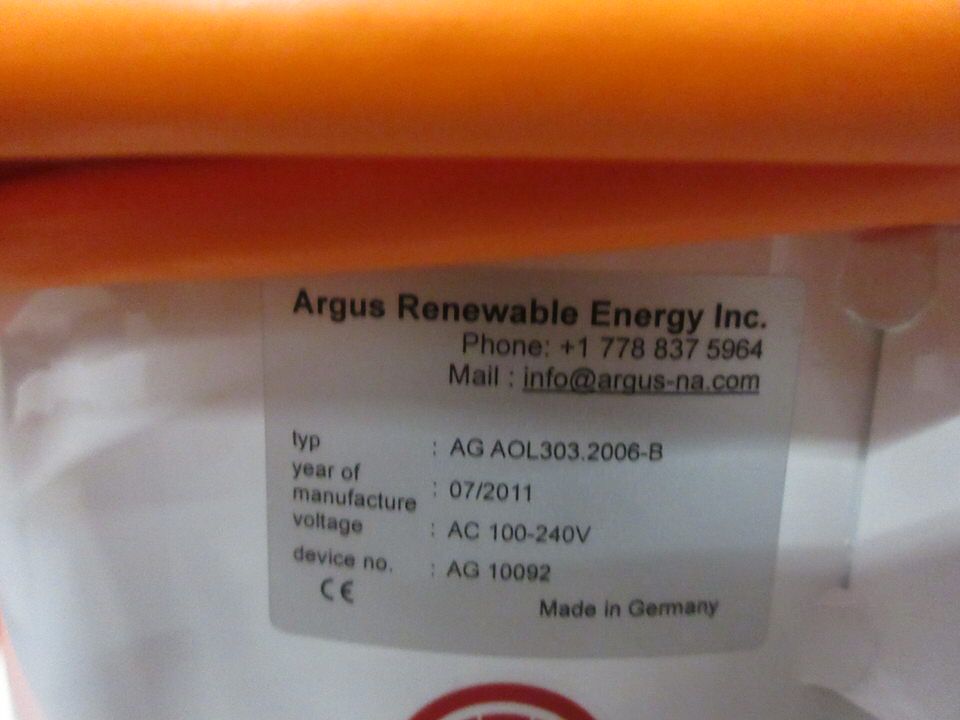 Argus Renewable Energy Inc.
Phone: +1 778 837 5964
Mail : info@argus-na.com
typ : AG AOL303.2006-B
year of
manufacture : 07/2011
voltage : AC 100-240V
device no. : AG 10092
CE
Made in Germany